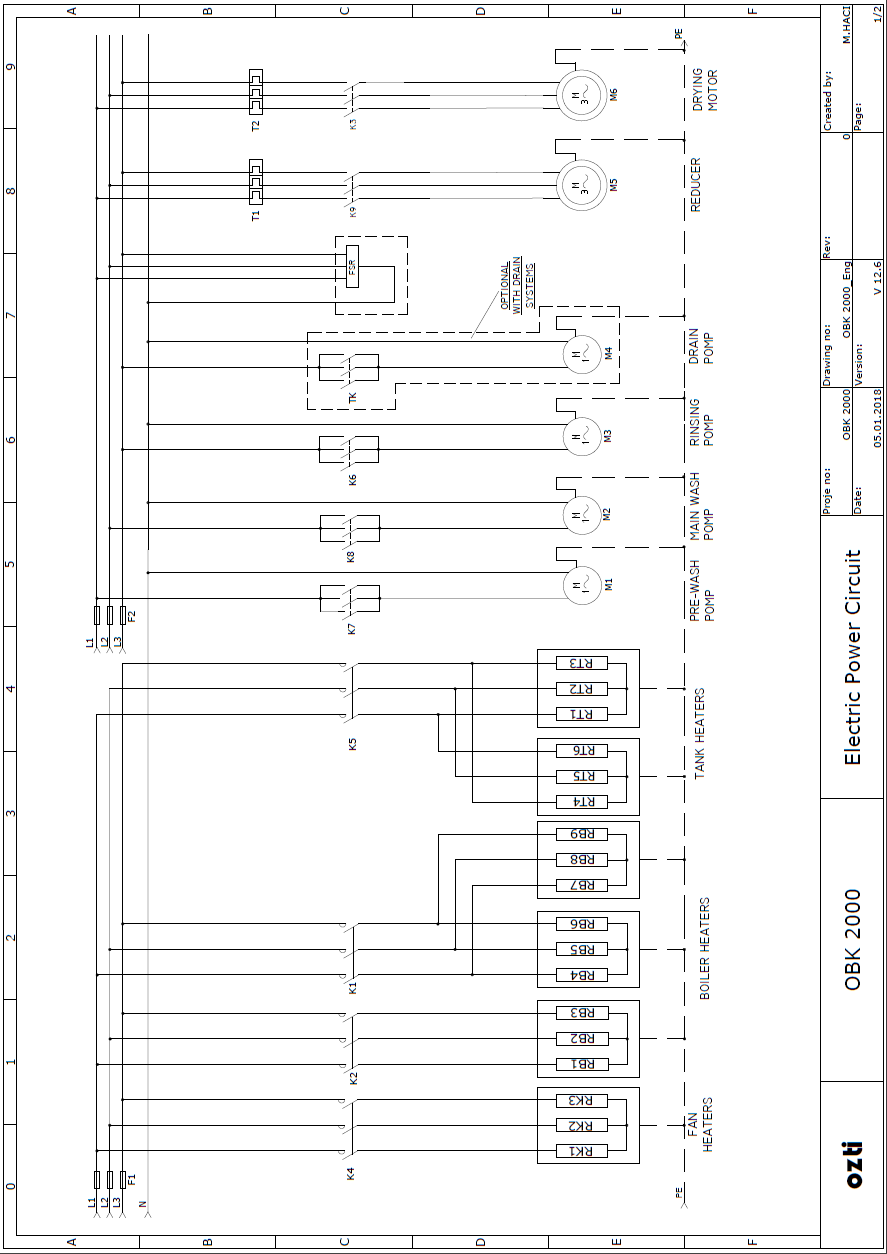 0 1 2 3 4 5 6 7 8 9
A A
L1
L2
L3
F1
N
L1
L2
L3
F2
B B
T1
T2
C C
K4
K2
K1
K5
K7
K8
K6
TK
FSR
K9
K3
D D
OPTIONAL
WITH DRAIN
SYSTEMS
E E
RK1 RK2 RK3
RB1 RB2 RB3
RB4 RB5 RB6
RB7 RB8 RB9
RT4 RT5 RT6
RT1 RT2 RT3
M
1
M1
M
1
M2
M
1
M3
M
1
M4
M
3
M5
M
3
M6
PE
PE
FAN
HEATERS
BOILER HEATERS
TANK HEATERS
PRE-WASH
POMP
MAIN WASH
POMP
RINSING
POMP
DRAIN
POMP
REDUCER
DRYING
MOTOR
F F
ozti
OBK 2000
Electric Power Circuit
Proje no:
OBK 2000
Drawing no:
OBK 2000_Eng
Rev:
0
Created by:
M.HACI
Date:
05.01.2018
Version:
V 12.6
Page:
1/2